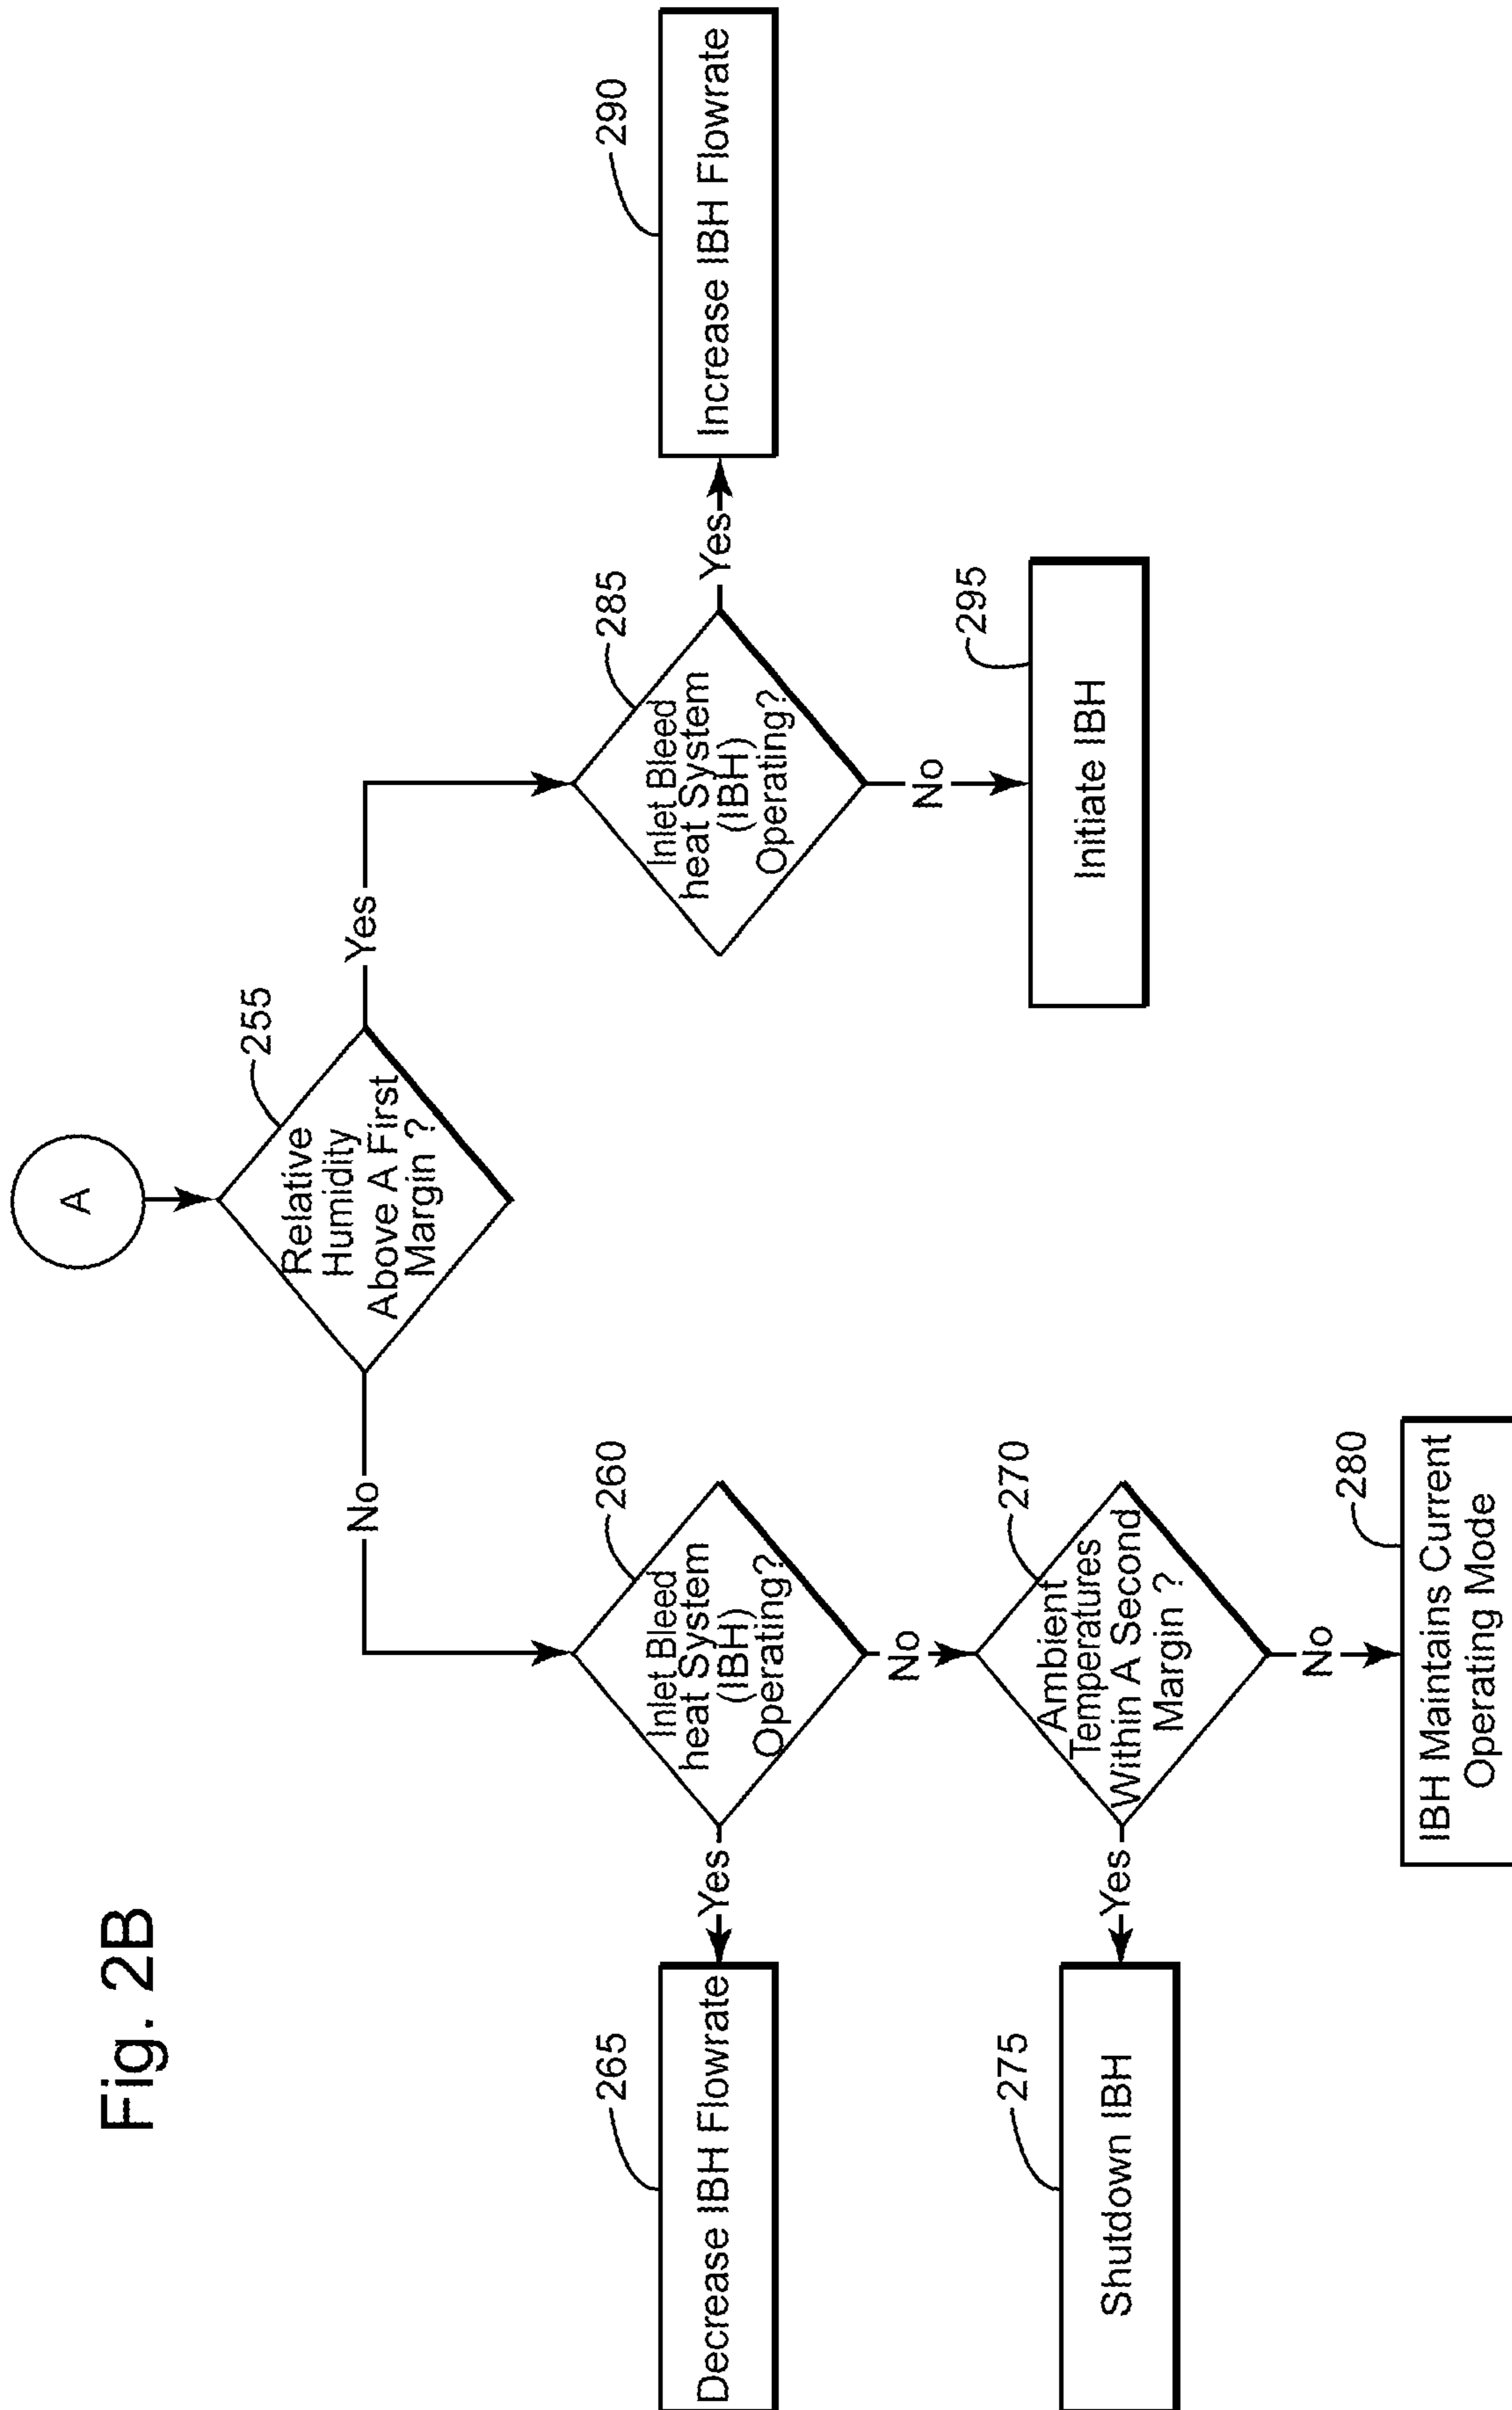 Fig. 2B
A
255
Relative
Humidity
Above A First
Margin ?
No
Yes
260
Inlet Bleed
heat System
(IBH)
Operating?
285
Inlet Bleed
heat System
(IBH)
Operating?
265
Yes
Decrease IBH Flowrate
Yes
290
Increase IBH Flowrate
No
No
270
Ambient
Temperatures
Within A Second
Margin ?
295
Initiate IBH
275
Yes
Shutdown IBH
No
280
IBH Maintains Current
Operating Mode